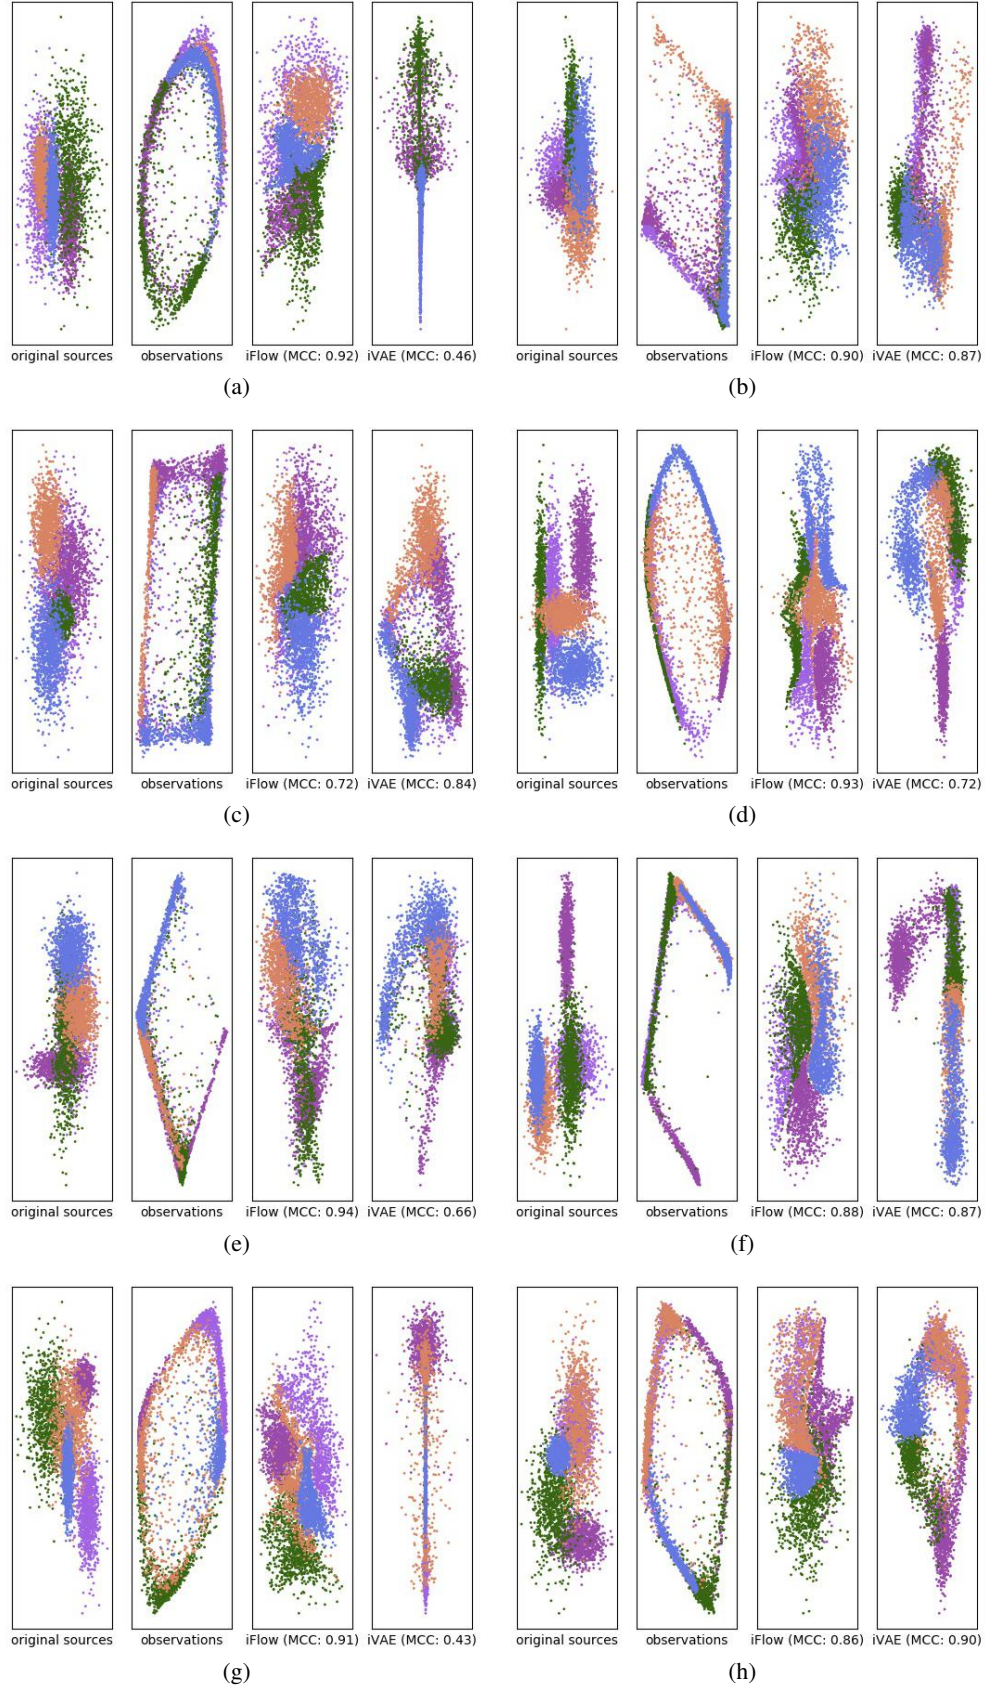 original sources observations iFlow (MCC: 0.92) iVAE (MCC: 0.46)
(a)
original sources observations iFlow (MCC: 0.90) iVAE (MCC: 0.87)
(b)
original sources observations iFlow (MCC: 0.72) iVAE (MCC: 0.84)
(c)
original sources observations iFlow (MCC: 0.93) iVAE (MCC: 0.72)
(d)
original sources observations iFlow (MCC: 0.94) iVAE (MCC: 0.66)
(e)
original sources observations iFlow (MCC: 0.88) iVAE (MCC: 0.87)
(f)
original sources observations iFlow (MCC: 0.91) iVAE (MCC: 0.43)
(g)
original sources observations iFlow (MCC: 0.86) iVAE (MCC: 0.90)
(h)